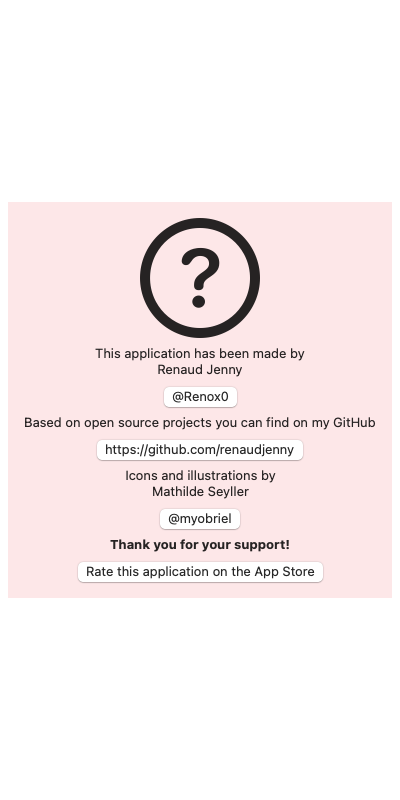 ?
This application has been made by
Renaud Jenny
@Renox0
Based on open source projects you can find on my GitHub
https://github.com/renaudjenny
Icons and illustrations by
Mathilde Seyller
@myobriel
Thank you for your support!
Rate this application on the App Store